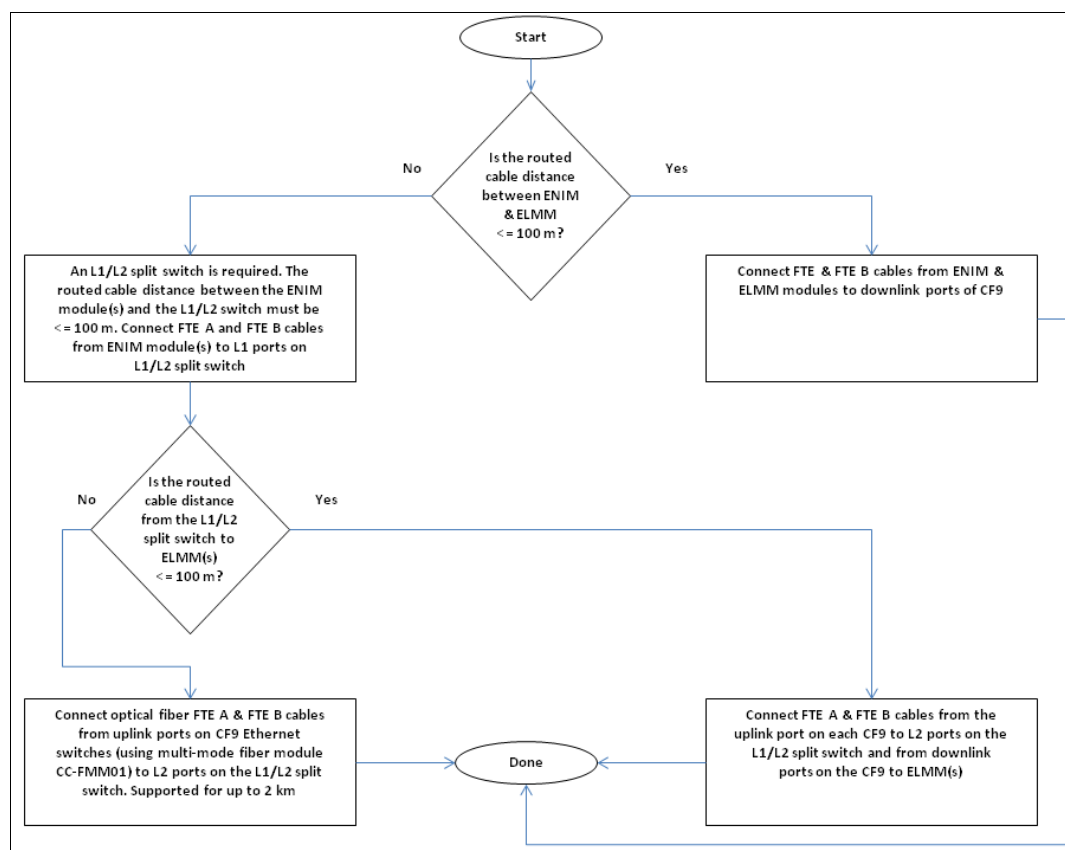 Start
Is the routed
cable distance
between ENIM
& ELMM
<= 100 m?
No
Yes
An L1/L2 split switch is required. The
routed cable distance between the ENIM
module(s) and the L1/L2 switch must be
<= 100 m. Connect FTE A and FTE B cables
from ENIM module(s) to L1 ports on
L1/L2 split switch
Connect FTE & FTE B cables from ENIM &
ELMM modules to downlink ports of CF9
Is the routed
cable distance
from the L1/L2
split switch to
ELMM(s)
<= 100 m?
No
Yes
Connect optical fiber FTE A & FTE B cables
from uplink ports on CF9 Ethernet
switches (using multi-mode fiber module
CC-FMM01) to L2 ports on the L1/L2 split
switch. Supported for up to 2 km
Done
Connect FTE A & FTE B cables from the
uplink port on each CF9 to L2 ports on the
L1/L2 split switch and from downlink
ports on the CF9 to ELMM(s)